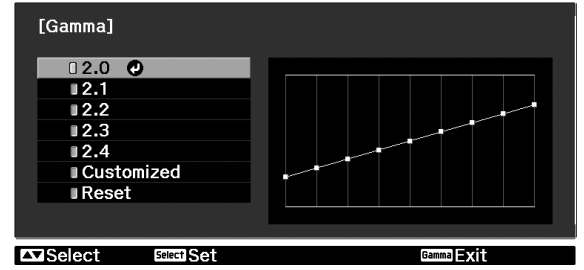 [Gamma]
2.0
2.1
2.2
2.3
2.4
Customized
Reset
Select Select Set Gamma Exit